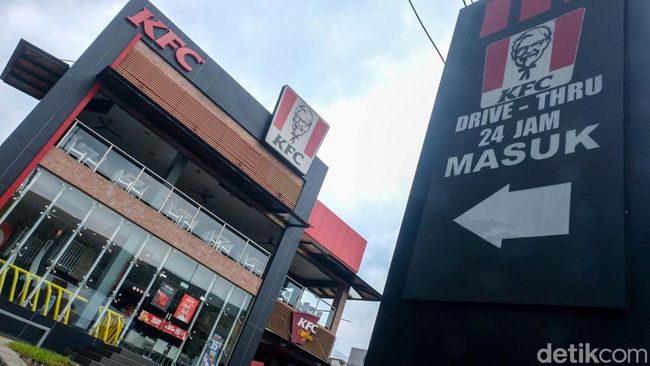 KFC
KFC
KFC
KFC
DRIVE - THRU
24 JAM
MASUK
detikcom